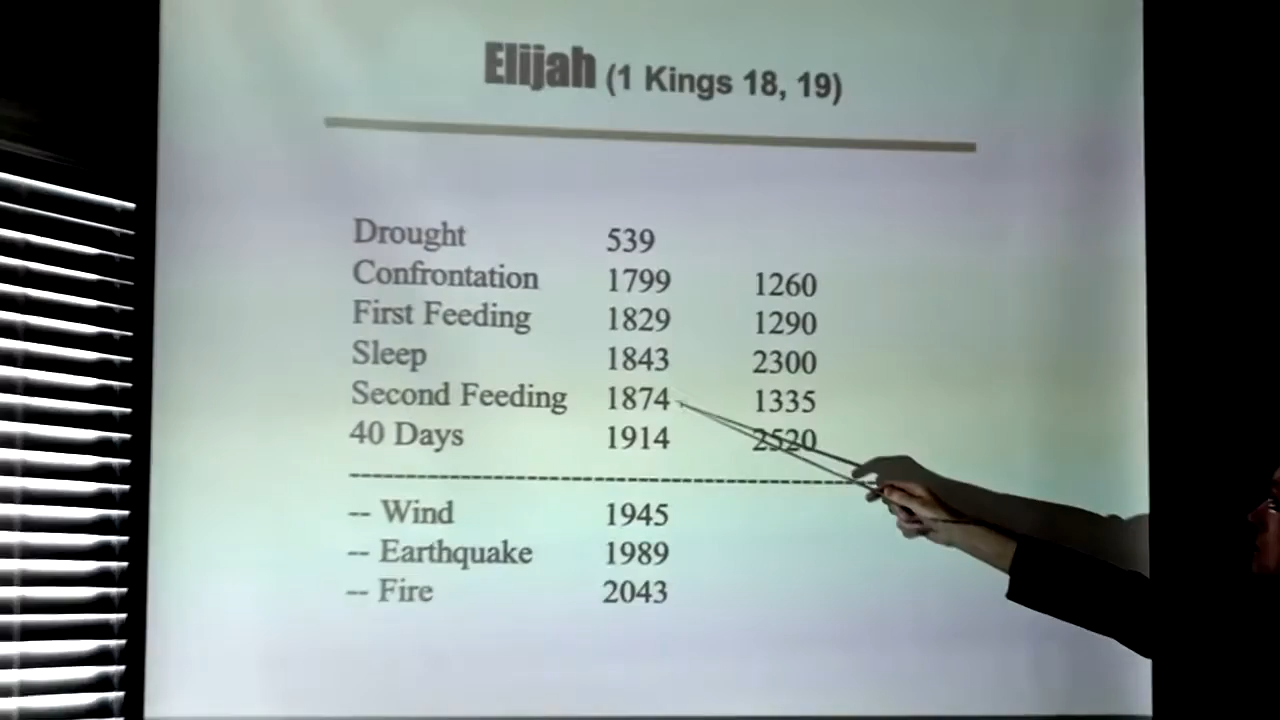 Elijah (1 Kings 18, 19)
Drought 539
Confrontation 1799 1260
First Feeding 1829 1290
Sleep 1843 2300
Second Feeding 1874 1335
40 Days 1914 2520
-- Wind 1945
-- Earthquake 1989
-- Fire 2043